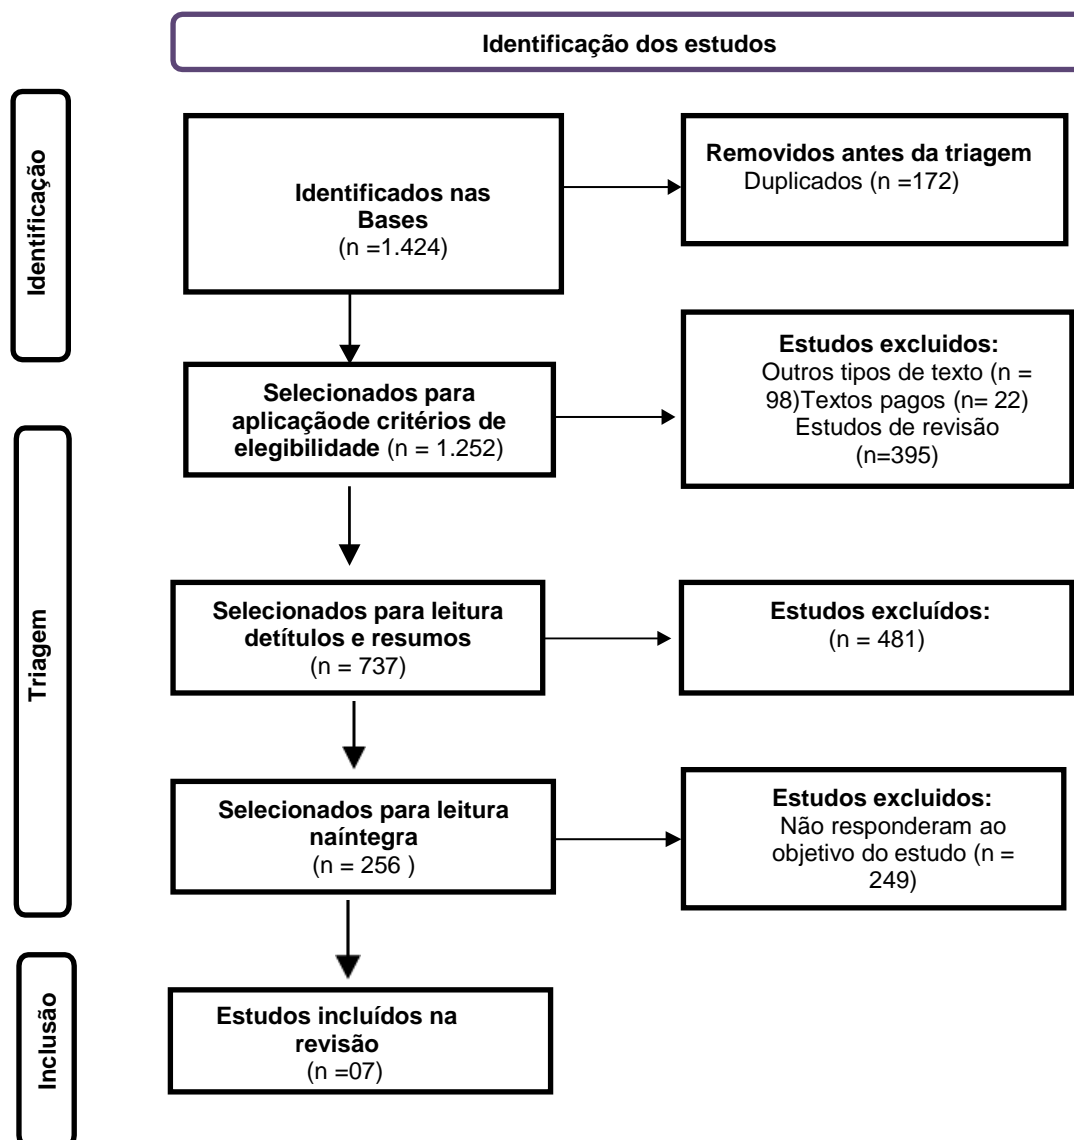 Identificação dos estudos
Identificação
Identificados nas
Bases
(n =1.424)
Removidos antes da triagem
Duplicados (n =172)
Selecionados para
aplicaçãode critérios de
elegibilidade (n = 1.252)
Estudos excluidos:
Outros tipos de texto (n =
98)Textos pagos (n= 22)
Estudos de revisão
(n=395)
Triagem
Selecionados para leitura
detítulos e resumos
(n = 737)
Estudos excluídos:
(n = 481)
Selecionados para leitura
naíntegra
(n = 256 )
Estudos excluidos:
Não responderam ao
objetivo do estudo (n =
249)
Inclusão
Estudos incluídos na
revisão
(n =07)